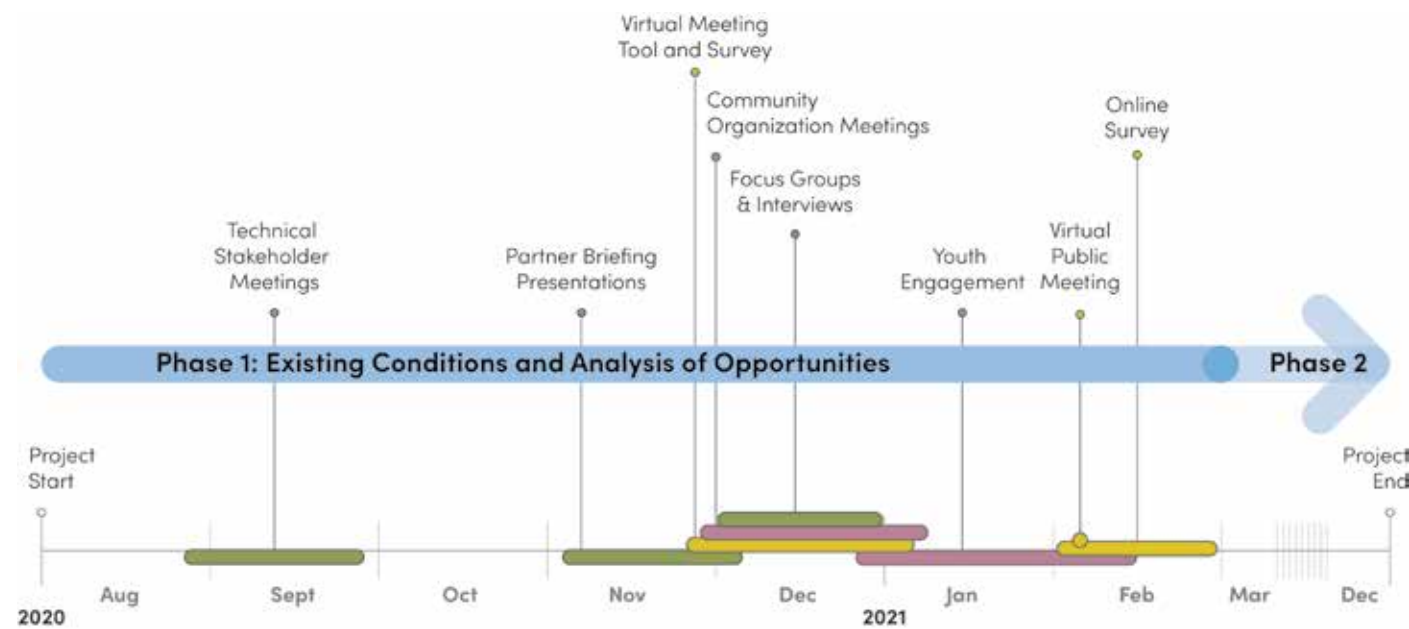 Virtual Meeting
Tool and Survey
Community
Organization Meetings
Online
Survey
Focus Groups
& Interviews
Technical
Stakeholder
Meetings
Partner Briefing
Presentations
Youth
Engagement
Virtual
Public
Meeting
Phase 1: Existing Conditions and Analysis of Opportunities
Phase 2
Project
Start
Project
End
Aug
Sept
Oct
Nov
Dec
Jan
Feb
Mar
Dec
2020
2021